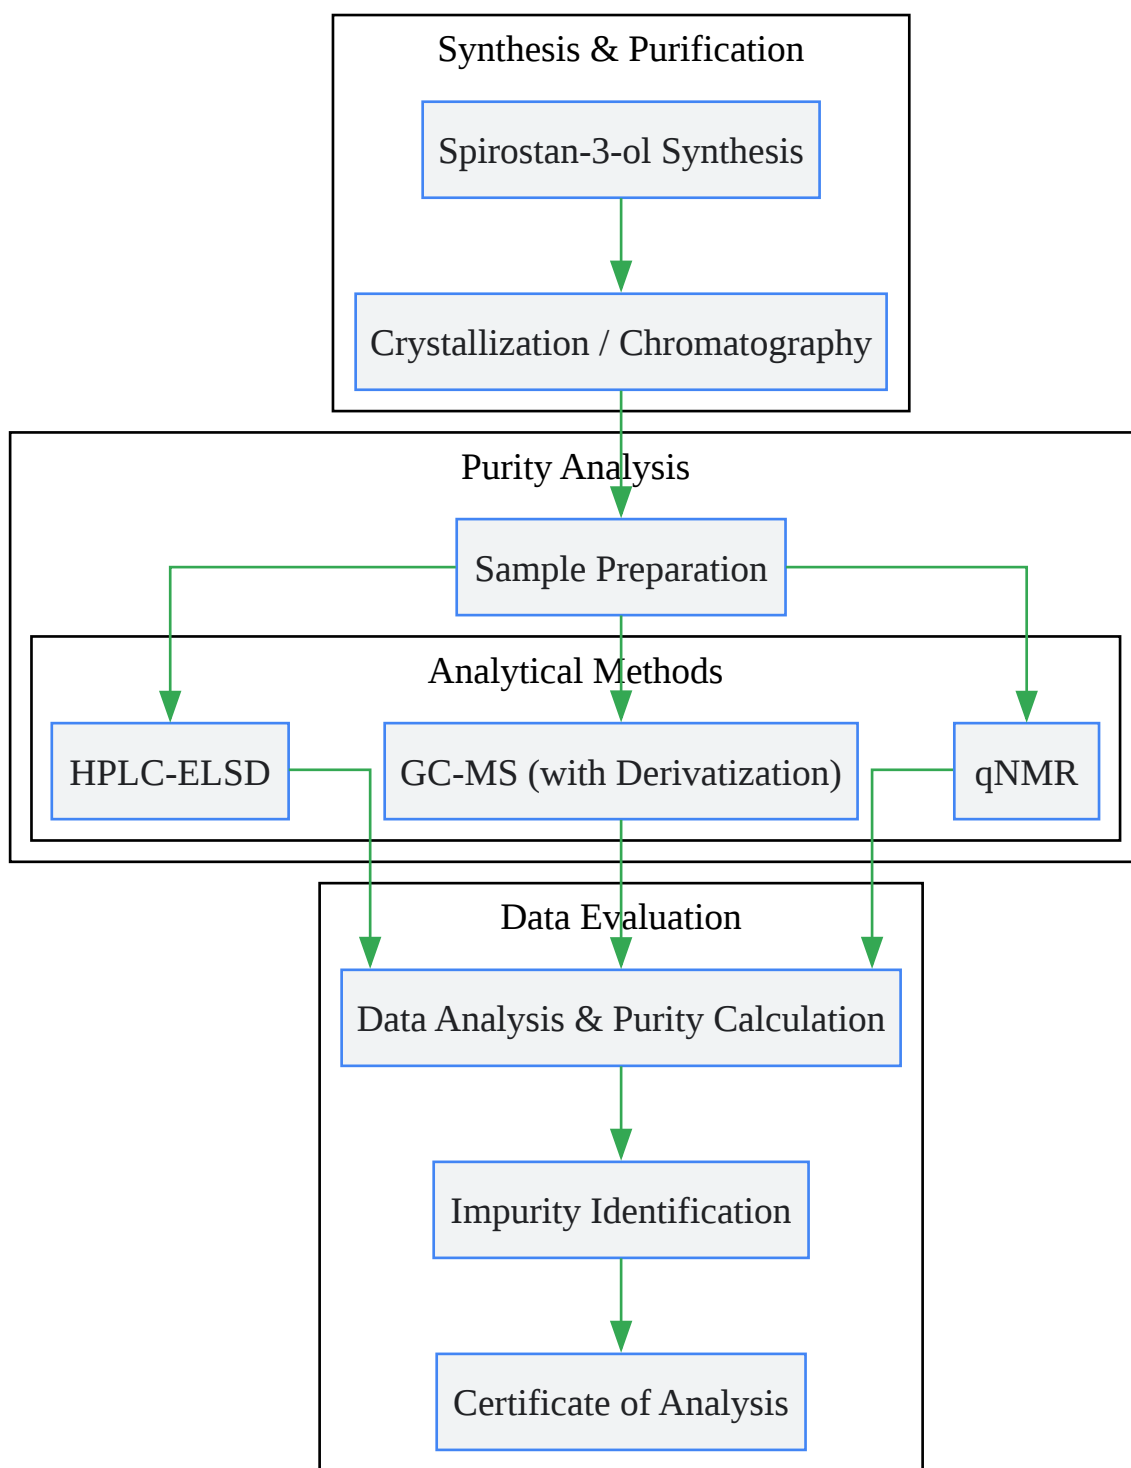 Synthesis & Purification
Spirostan-3-ol Synthesis
Crystallization / Chromatography
Purity Analysis
Sample Preparation
Analytical Methods
HPLC-ELSD
GC-MS (with Derivatization)
qNMR
Data Evaluation
Data Analysis & Purity Calculation
Impurity Identification
Certificate of Analysis